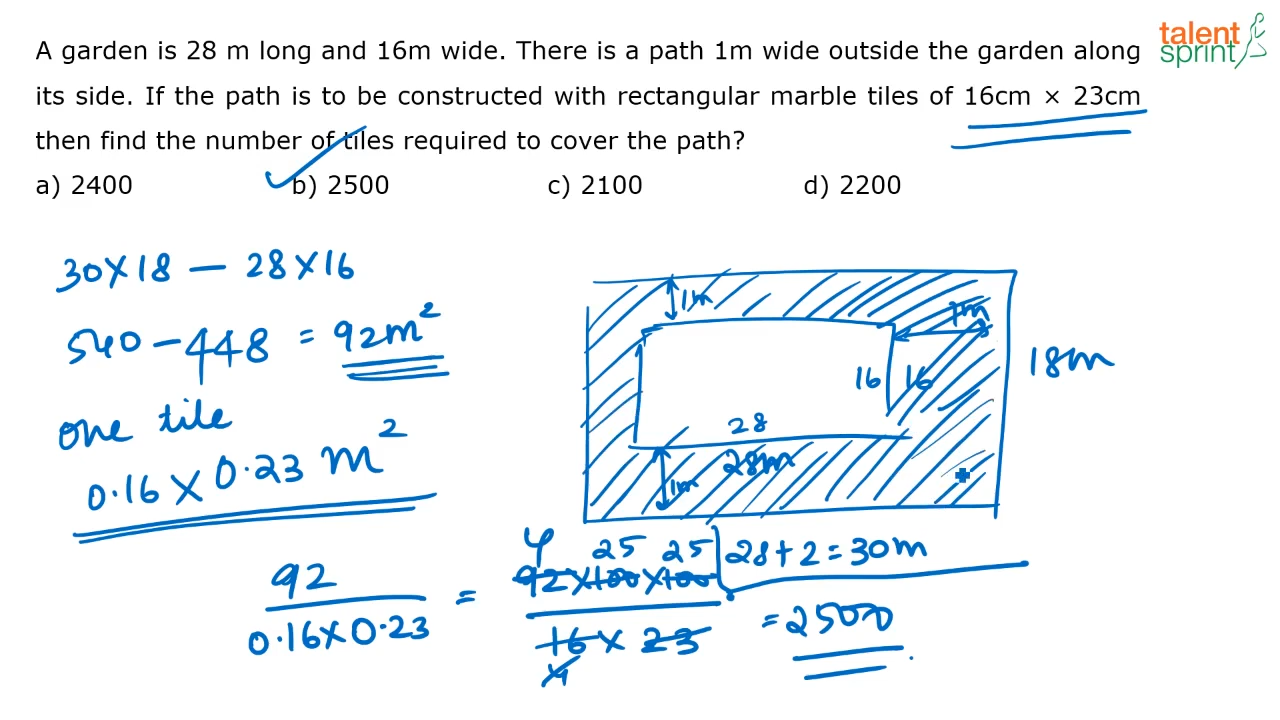 talent
sprint
A garden is 28 m long and 16m wide. There is a path 1m wide outside the garden along
its side. If the path is to be constructed with rectangular marble tiles of 16cm × 23cm
then find the number of tiles required to cover the path?
a) 2400 b) 2500 c) 2100 d) 2200
30×18 − 28×16
540 − 448 = 92m²
one tile
0.16 × 0.23 m²
1m
1m
16 16
18m
28
28m
1m
28+2=30m
4 25 25
92 92×100×100
0.16×0.23 = 16 × 23 = 2500
4